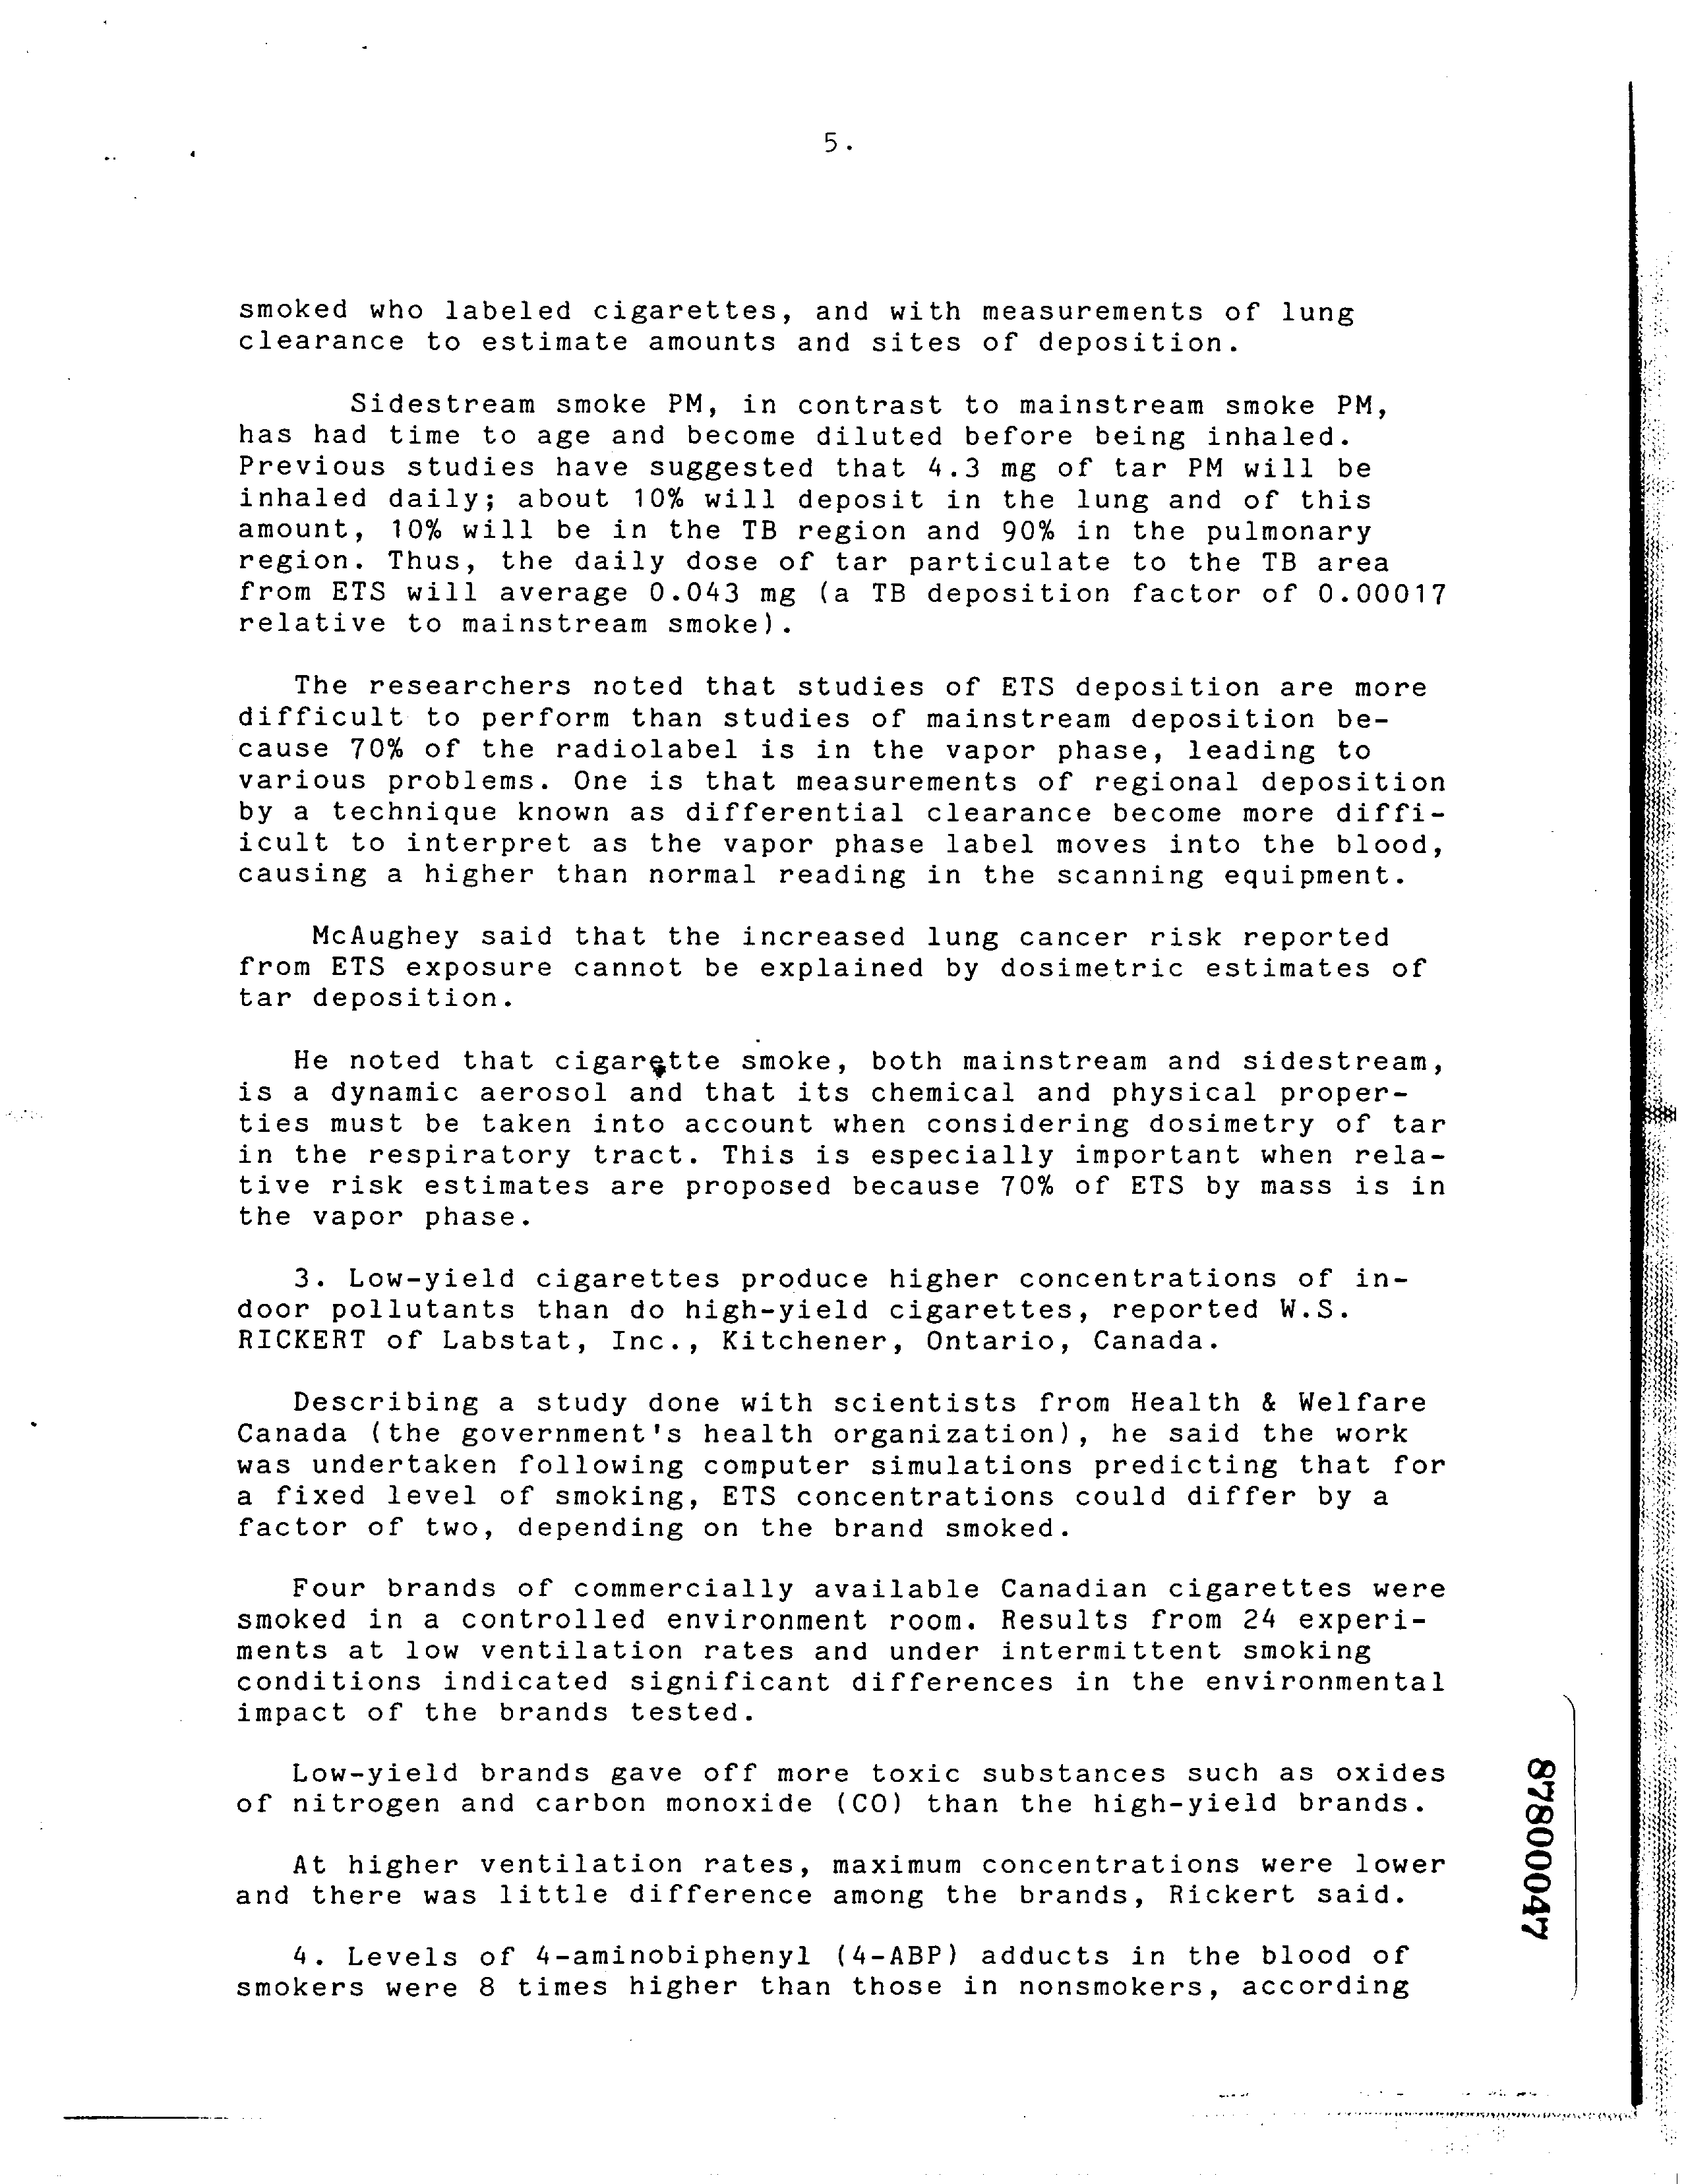 5.
smoked who labeled cigarettes, and with measurements of lung
clearance to estimate amounts and sites of deposition.
Sidestream smoke PM, in contrast to mainstream smoke PM,
has had time to age and become diluted before being inhaled.
Previous studies have suggested that 4.3 mg of tar PM will be
inhaled daily; about 10% will deposit in the lung and of this
amount, 10% will be in the TB region and 90% in the pulmonary
region. Thus, the daily dose of tar particulate to the TB area
from ETS will average 0.043 mg (a TB deposition factor of 0.00017
relative to mainstream smoke).
The researchers noted that studies of ETS deposition are more
difficult to perform than studies of mainstream deposition be-
cause 70% of the radiolabel is in the vapor phase, leading to
various problems. One is that measurements of regional deposition
by a technique known as differential clearance become more diffi-
icult to interpret as the vapor phase label moves into the blood,
causing a higher than normal reading in the scanning equipment.
McAughey said that the increased lung cancer risk reported
from ETS exposure cannot be explained by dosimetric estimates of
tar deposition.
He noted that cigarette smoke, both mainstream and sidestream,
is a dynamic aerosol and that its chemical and physical proper-
ties must be taken into account when considering dosimetry of tar
in the respiratory tract. This is especially important when rela-
tive risk estimates are proposed because 70% of ETS by mass is in
the vapor phase.
3. Low-yield cigarettes produce higher concentrations of in-
door pollutants than do high-yield cigarettes, reported W.S.
RICKERT of Labstat, Inc., Kitchener, Ontario, Canada.
Describing a study done with scientists from Health & Welfare
Canada (the government's health organization), he said the work
was undertaken following computer simulations predicting that for
a fixed level of smoking, ETS concentrations could differ by a
factor of two, depending on the brand smoked.
Four brands of commercially available Canadian cigarettes were
smoked in a controlled environment room. Results from 24 experi-
ments at low ventilation rates and under intermittent smoking
conditions indicated significant differences in the environmental
impact of the brands tested.
Low-yield brands gave off more toxic substances such as oxides
of nitrogen and carbon monoxide (CO) than the high-yield brands.
At higher ventilation rates, maximum concentrations were lower
and there was little difference among the brands, Rickert said.
4. Levels of 4-aminobiphenyl (4-ABP) adducts in the blood of
smokers were 8 times higher than those in nonsmokers, according
87800047